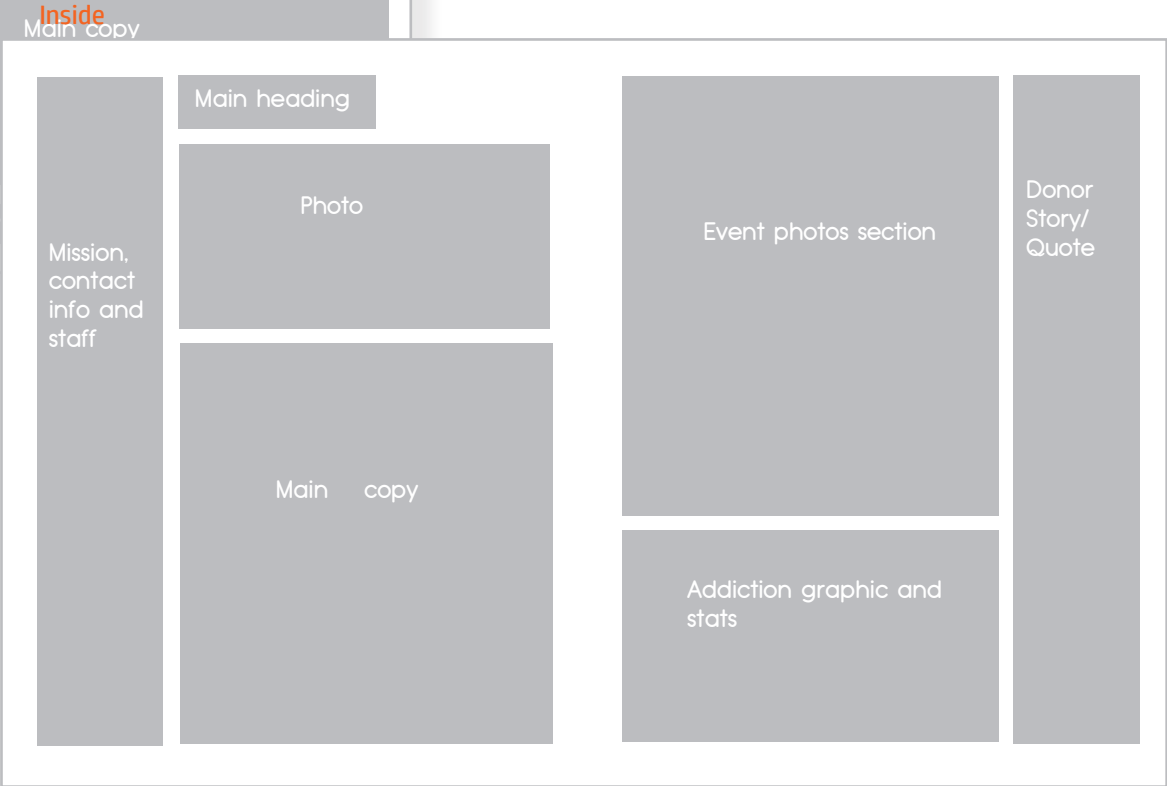 Inside
Main copy
Main heading
Photo
Mission,
contact
info and
staff
Main copy
Event photos section
Addiction graphic and
stats
Donor
Story/
Quote